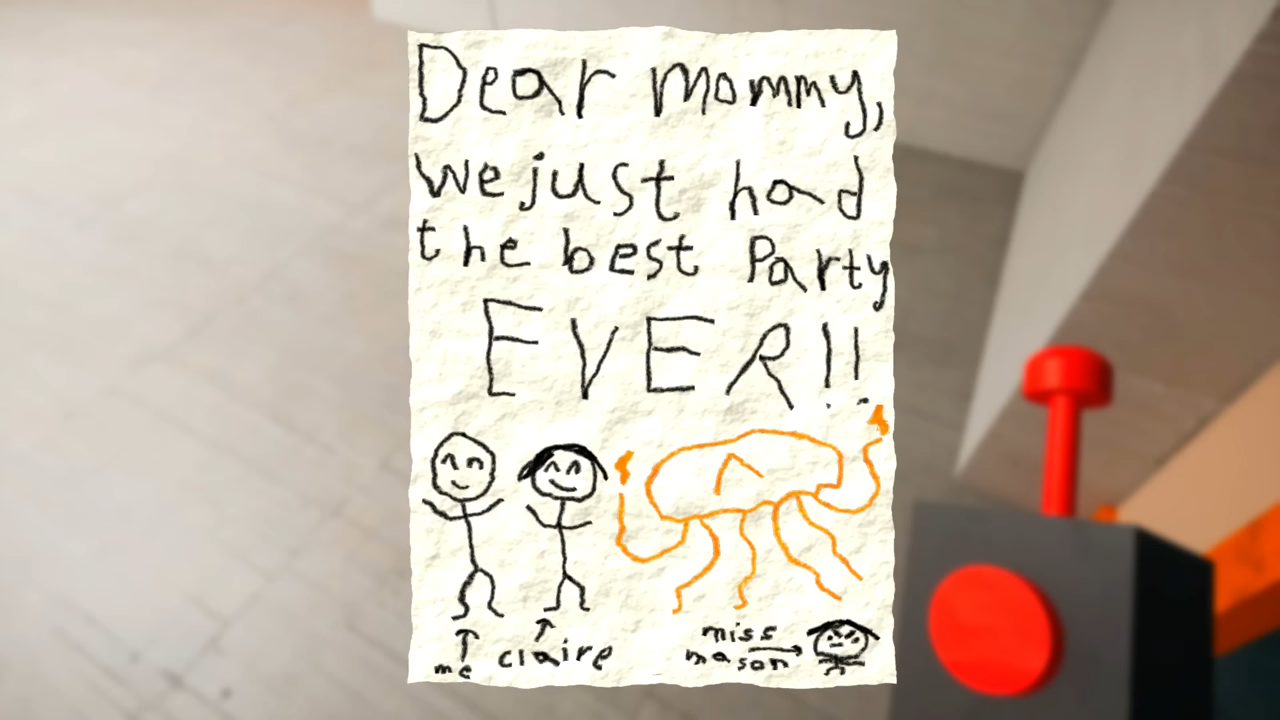 Dear mommy,
we just had
the best Party
EVER!!
me
claire
miss
mason